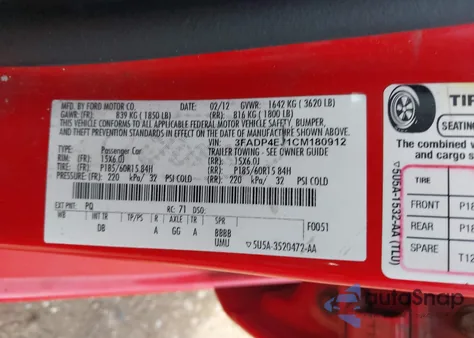 MFD. BY FORD MOTOR CO. DATE: 02/12 GVWR: 1642 KG ( 3620 LB)
GAWR: (FR): 839 KG ( 1850 LB) (RR): 816 KG ( 1800 LB)
THIS VEHICLE CONFORMS TO ALL APPLICABLE FEDERAL MOTOR VEHICLE SAFETY, BUMPER,
AND THEFT PREVENTION STANDARDS IN EFFECT ON THE DATE OF MANUFACTURE SHOWN ABOVE.
VIN: 3FADP4EJ1CM180912
TYPE: Passenger Car TRAILER TOWING - SEE OWNER GUIDE
RIM: 15X6.0J 15X6.0J
TIRE: (FR): P185/60R15 84H (RR): P185/60R15 84H
PRESSURE: (FR): 220 kPa/ 32 PSI COLD (RR): 220 kPa/ 32 PSI COLD
EXT PNT: PQ RC: 71 DSO:
WB INT TR TP/PS R AXLE TR SPR F0051
DB A GG A BBBB
UMU ▽5U5A-3520472-AA
TIR
SEATING
The combined
and cargo s
TIRE
FRONT P18
REAR P18
SPARE T12
▽5U5A-1532-AA (TLU)
autoSnap